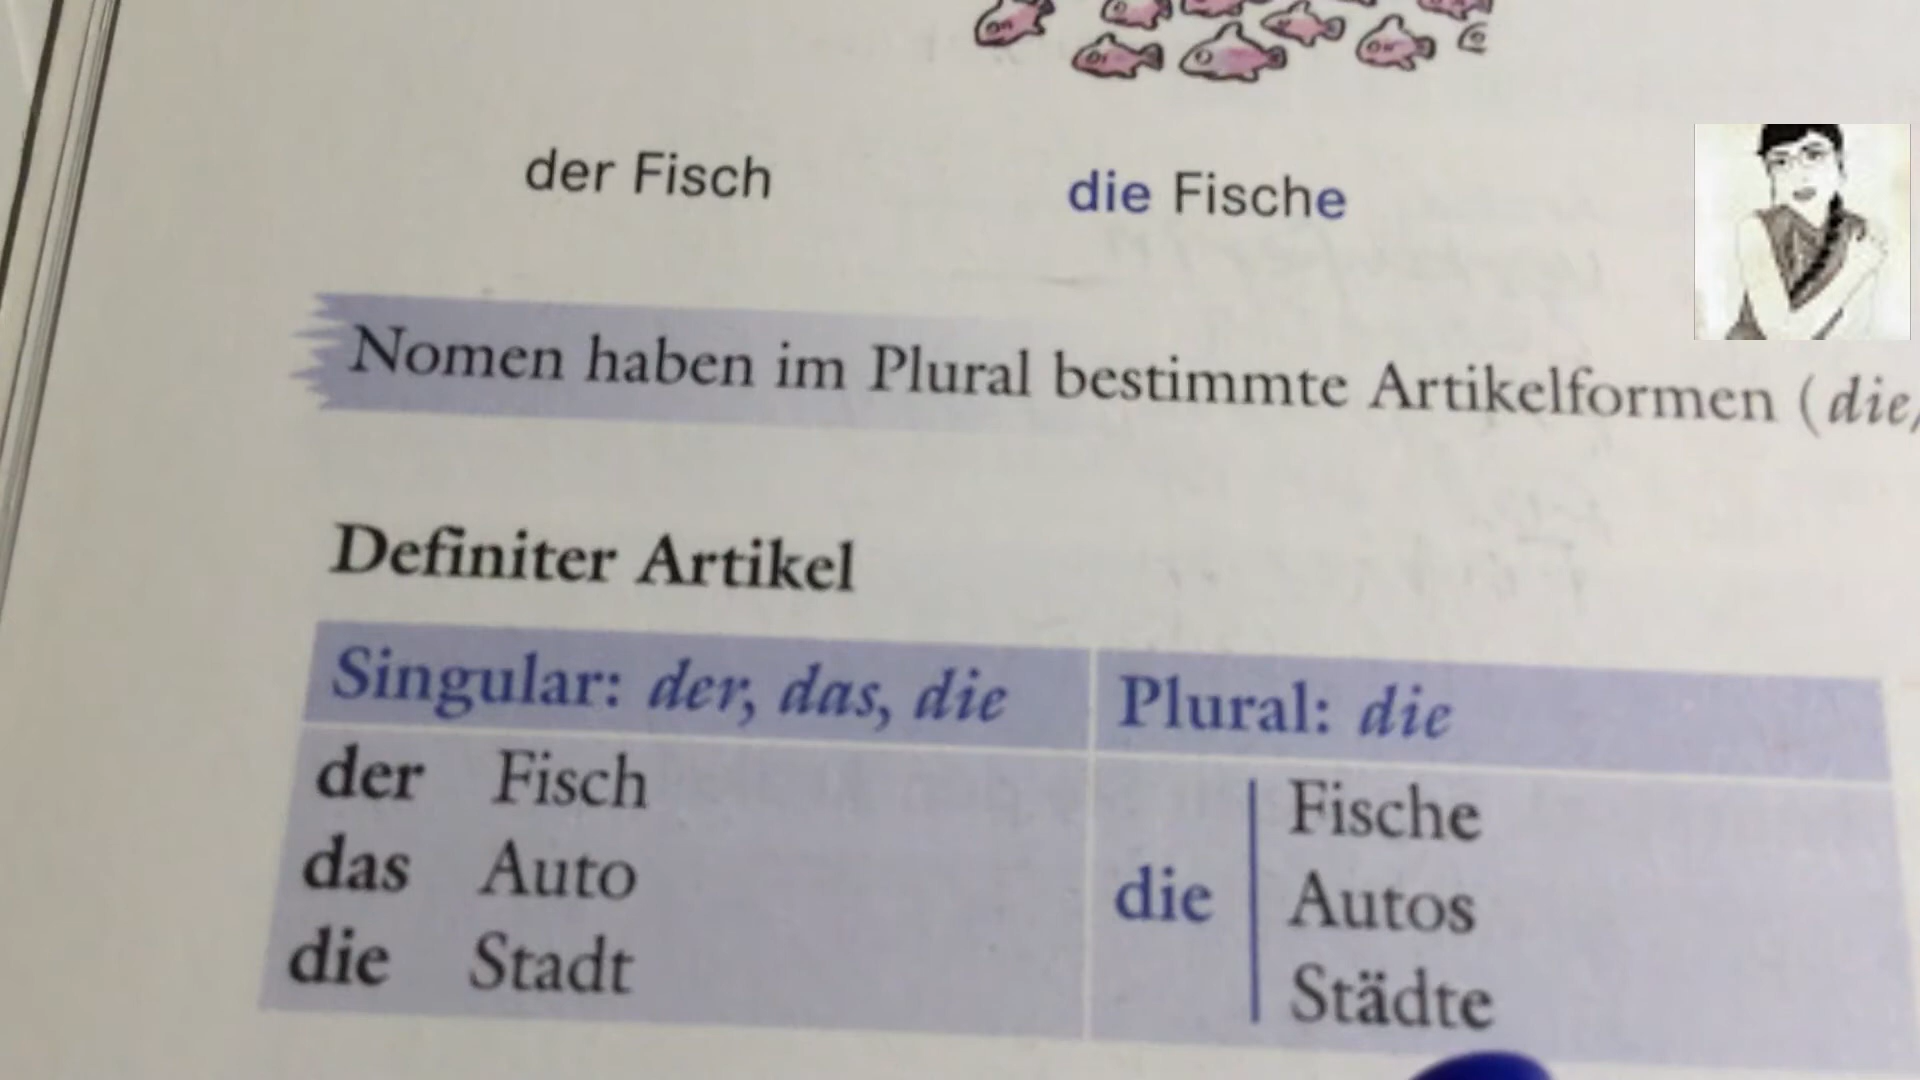 der Fisch die Fische
Nomen haben im Plural bestimmte Artikelformen (die,
Definiter Artikel
Singular: der, das, die Plural: die
der Fisch Fische
das Auto die Autos
die Stadt Städte